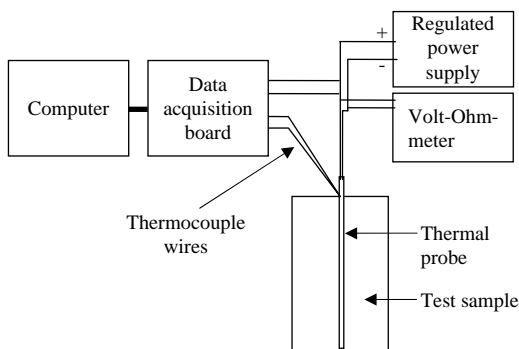 Computer
Data
acquisition
board
+
-
Regulated
power
supply
Volt-Ohm-
meter
Thermocouple
wires
Thermal
probe
Test sample